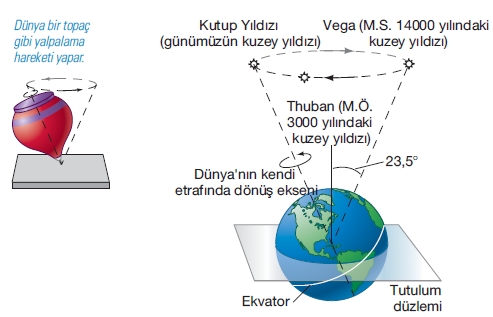 Dünya bir topaç
gibi yalpalama
hareketi yapar.
Kutup Yıldızı
(günümüzün kuzey yıldızı)
Vega (M.S. 14000 yılındaki
kuzey yıldızı)
Thuban (M.Ö.
3000 yılındaki
kuzey yıldızı)
23,5°
Dünya'nın kendi
etrafında dönüş ekseni
Ekvator
Tutulum
düzlemi